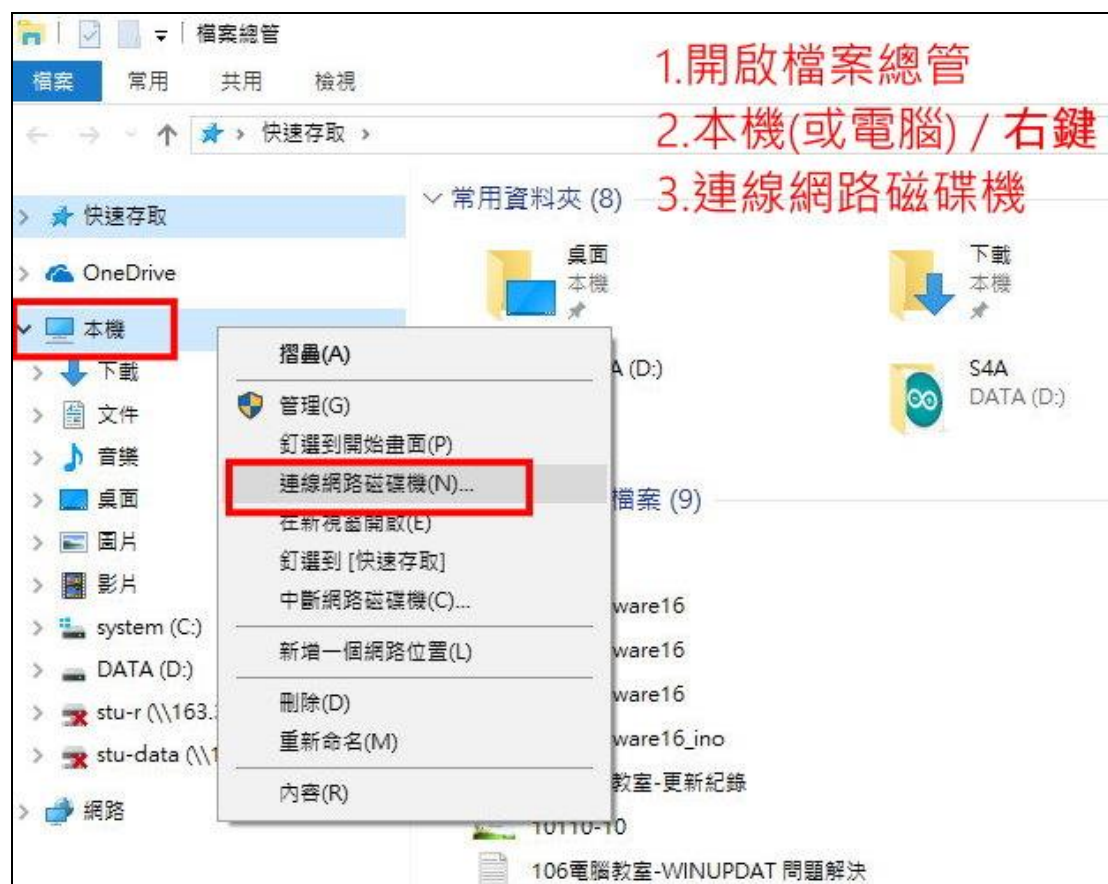 檔案總管
檔案 常用 共用 檢視
快速存取
1.開啟檔案總管
2.本機(或電腦) / 右鍵
3.連線網路磁碟機
快速存取
OneDrive
本機
下載
文件
音樂
桌面
圖片
影片
system (C:)
DATA (D:)
stu-r (\\163.
stu-data (\\1
網路
摺疊(A)
管理(G)
釘選到開始畫面(P)
連線網路磁碟機(N)...
在新視窗開啟(E)
釘選到 [快速存取]
中斷網路磁碟機(C)...
新增一個網路位置(L)
刪除(D)
重新命名(M)
內容(R)
常用資料夾 (8)
桌面
本機
下載
本機
A (D:)
S4A
DATA (D:)
檔案 (9)
ware16
ware16
ware16
ware16_ino
教室-更新紀錄
10110-10
106電腦教室-WINUPDAT 問題解決